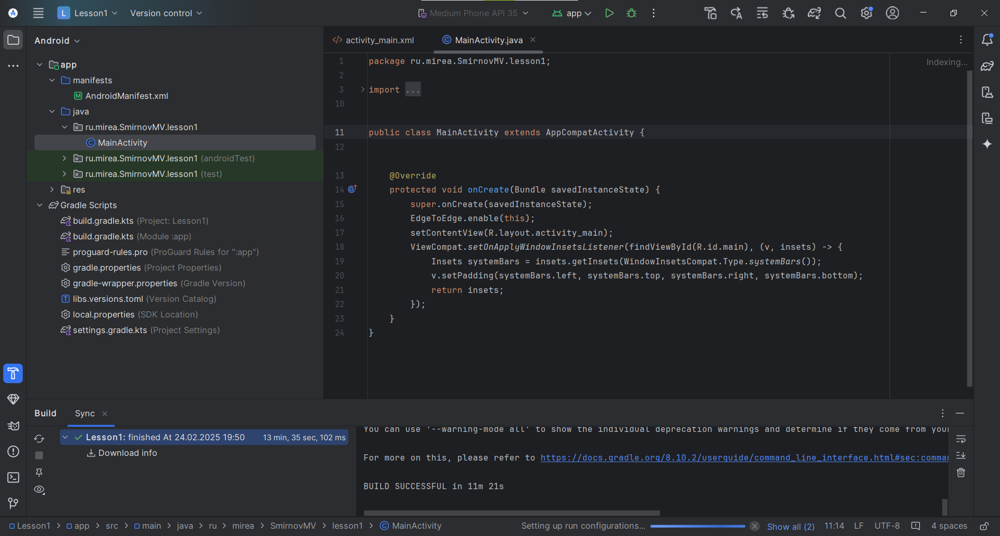 L Lesson1 Version control Medium Phone API 35 app
Android
activity_main.xml MainActivity.java
app
manifests
AndroidManifest.xml
java
ru.mirea.SmirnovMV.lesson1
MainActivity
ru.mirea.SmirnovMV.lesson1 (androidTest)
ru.mirea.SmirnovMV.lesson1 (test)
res
Gradle Scripts
build.gradle.kts (Project: Lesson1)
build.gradle.kts (Module :app)
proguard-rules.pro (ProGuard Rules for ":app")
gradle.properties (Project Properties)
gradle-wrapper.properties (Gradle Version)
libs.versions.toml (Version Catalog)
local.properties (SDK Location)
settings.gradle.kts (Project Settings)
Indexing...
1 package ru.mirea.SmirnovMV.lesson1;
2
3 import ...
10
11 public class MainActivity extends AppCompatActivity {
12
13 @Override
14 protected void onCreate(Bundle savedInstanceState) {
15 super.onCreate(savedInstanceState);
16 EdgeToEdge.enable(this);
17 setContentView(R.layout.activity_main);
18 ViewCompat.setOnApplyWindowInsetsListener(findViewById(R.id.main), (v, insets) -> {
19 Insets systemBars = insets.getInsets(WindowInsetsCompat.Type.systemBars());
20 v.setPadding(systemBars.left, systemBars.top, systemBars.right, systemBars.bottom);
21 return insets;
22 });
23 }
24 }
Build Sync
Lesson1: finished At 24.02.2025 19:50 13 min, 35 sec, 102 ms
Download info
You can use '--warning-mode all' to show the individual deprecation warnings and determine if they come from your
For more on this, please refer to https://docs.gradle.org/8.10.2/userguide/command_line_interface.html#sec:comma
BUILD SUCCESSFUL in 11m 21s
Lesson1 > app > src > main > java > ru > mirea > SmirnovMV > lesson1 > MainActivity Setting up run configurations... Show all (2) 11:14 LF UTF-8 4 spaces